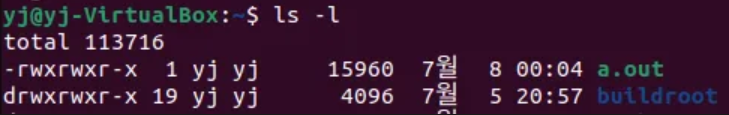 yj@yj-VirtualBox:~$ ls -l
total 113716
-rwxrwxr-x 1 yj yj 15960 7월 8 00:04 a.out
drwxrwxr-x 19 yj yj 4096 7월 5 20:57 buildroot